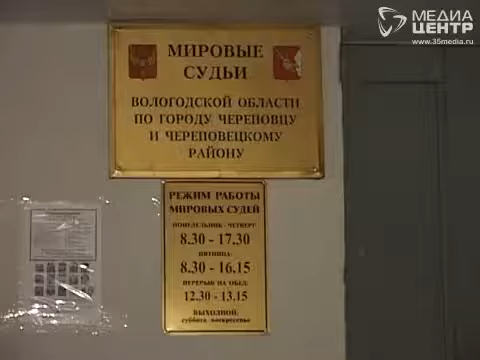 МЕДИА
ЦЕНТР
www.35media.ru
МИРОВЫЕ
СУДЬИ
ВОЛОГОДСКОЙ ОБЛАСТИ
ПО ГОРОДУ ЧЕРЕПОВЦУ
И ЧЕРЕПОВЕЦКОМУ
РАЙОНУ
РЕЖИМ РАБОТЫ
МИРОВЫХ СУДЕЙ
ПОНЕДЕЛЬНИК - ЧЕТВЕРГ
8.30 - 17.30
ПЯТНИЦА:
8.30 - 16.15
ПЕРЕРЫВ НА ОБЕД:
12.30 - 13.15
ВЫХОДНОЙ:
суббота воскресенье